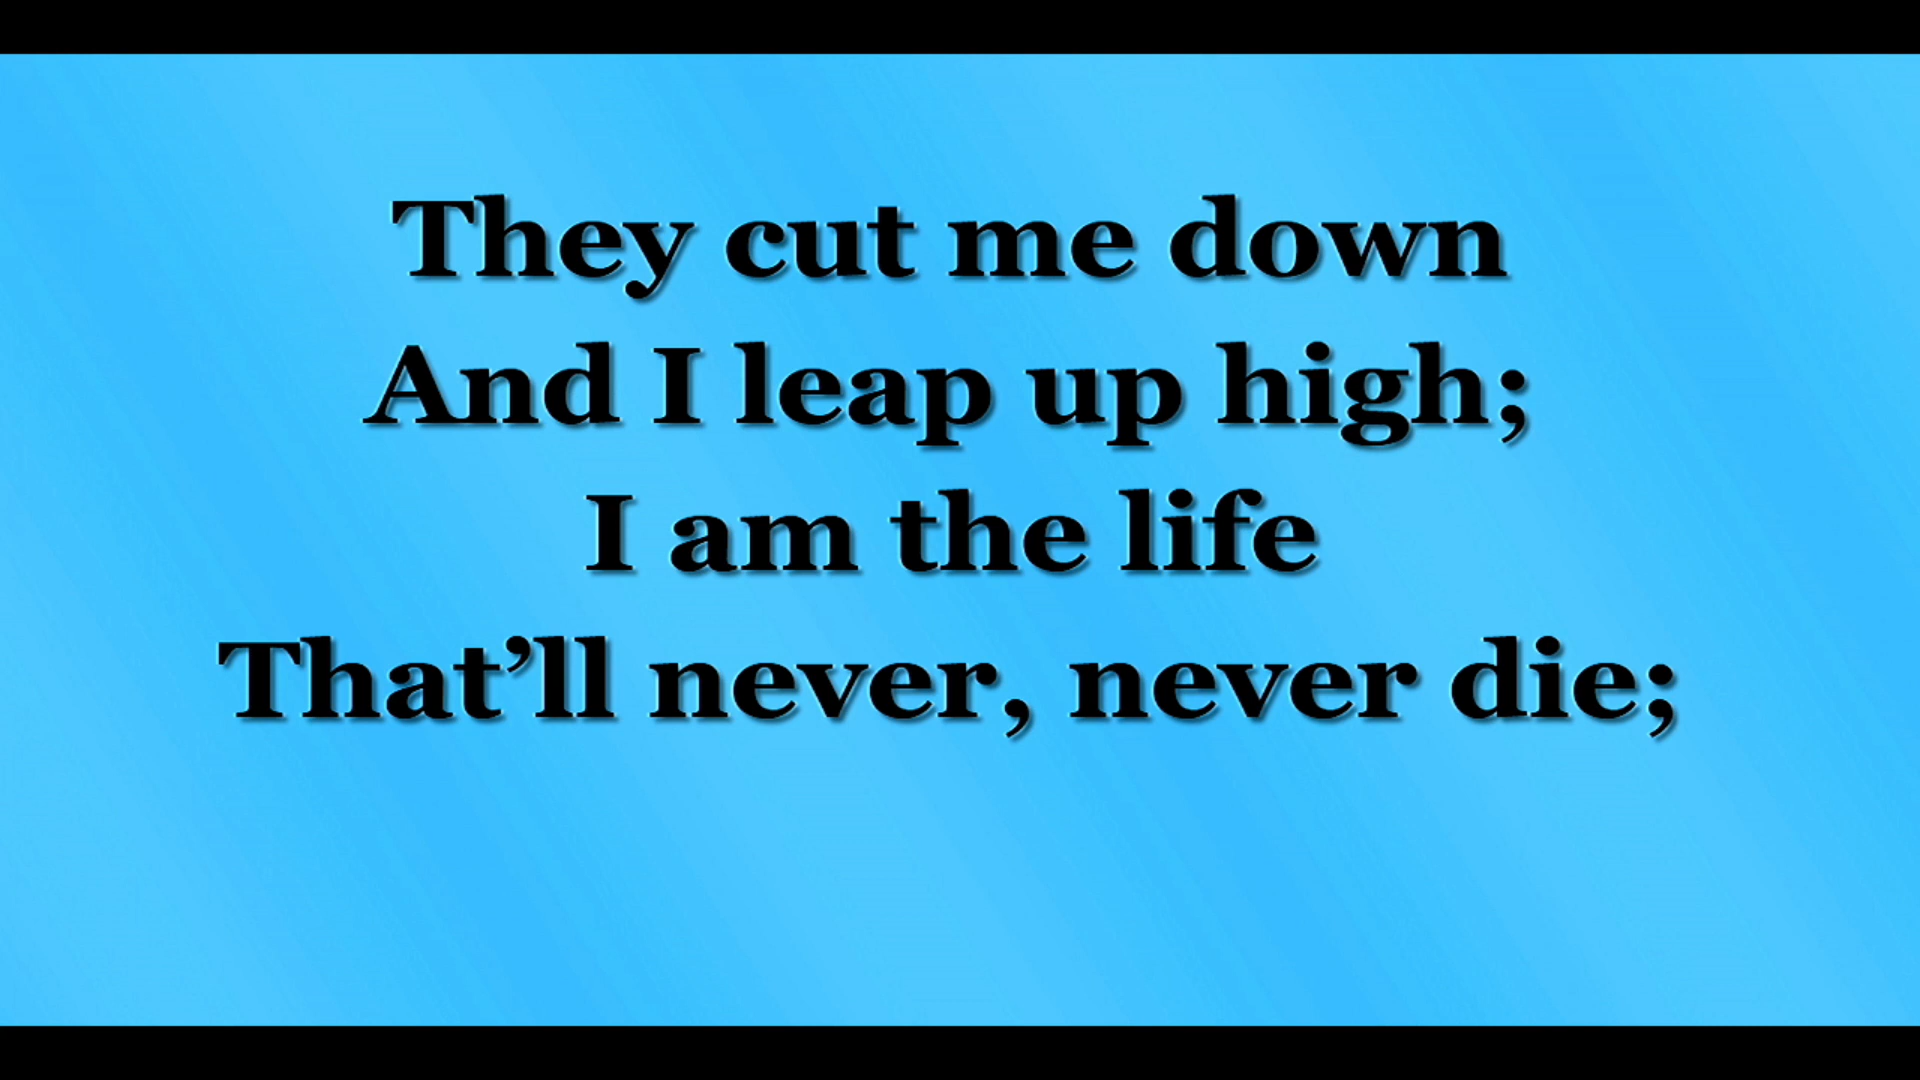 They cut me down
And I leap up high;
I am the life
That’ll never, never die;